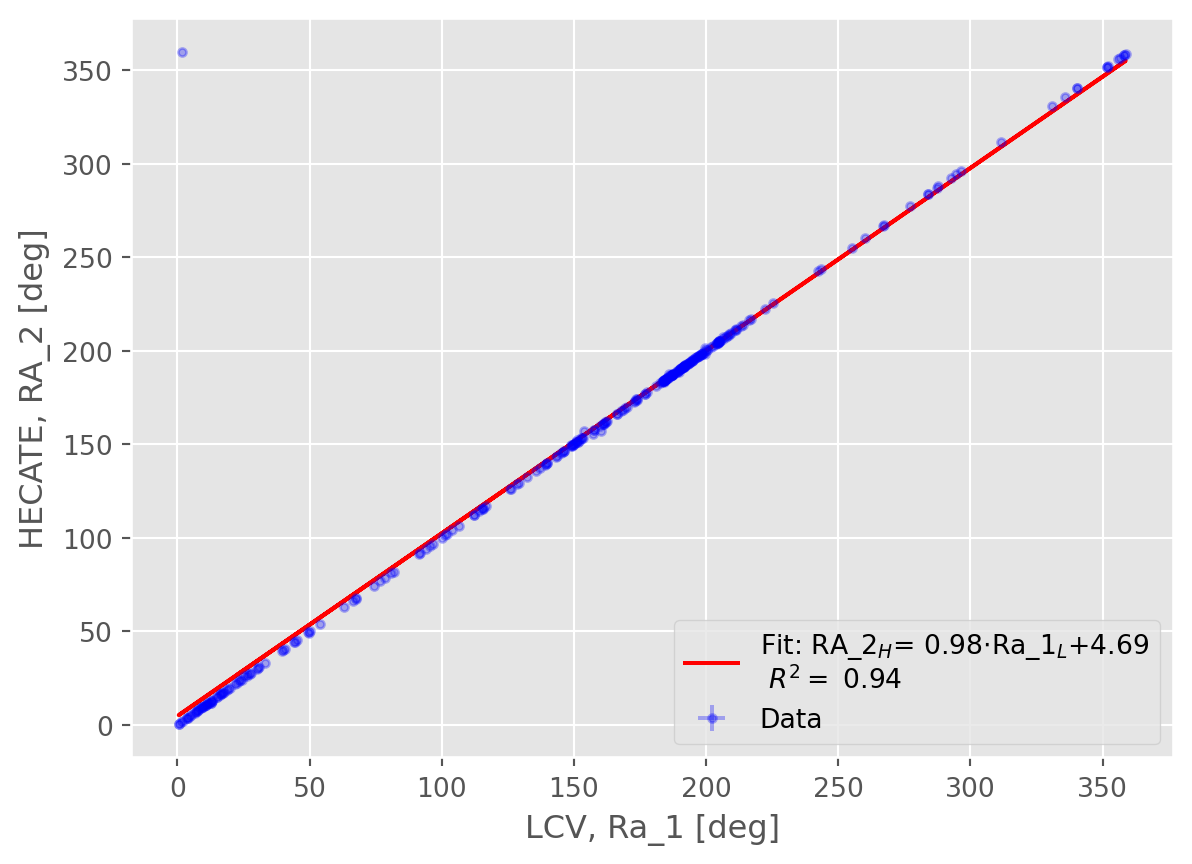 350
300
250
200
150
100
50
0
HECATE, RA_2 [deg]
Fit: RA_2H= 0.98·Ra_1L+4.69
R² = 0.94
Data
0 50 100 150 200 250 300 350
LCV, Ra_1 [deg]